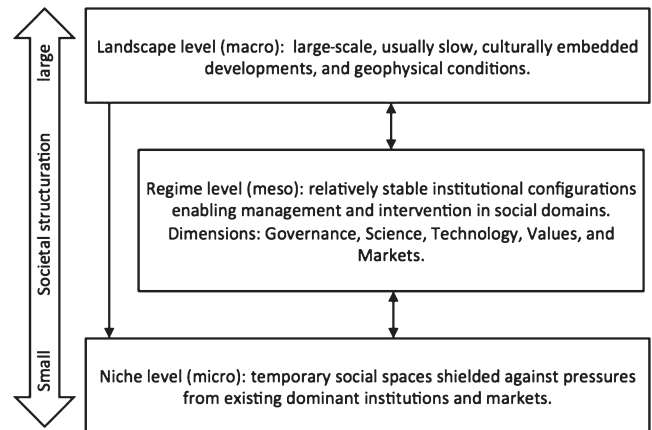 large
Societal structuration
Small
Landscape level (macro): large-scale, usually slow, culturally embedded
developments, and geophysical conditions.
Regime level (meso): relatively stable institutional configurations
enabling management and intervention in social domains.
Dimensions: Governance, Science, Technology, Values, and
Markets.
Niche level (micro): temporary social spaces shielded against pressures
from existing dominant institutions and markets.